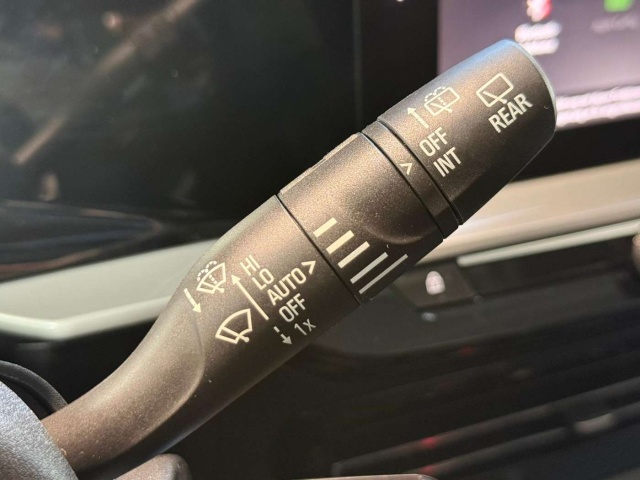 HI
LO
AUTO >
OFF
1x
>
OFF
INT
REAR